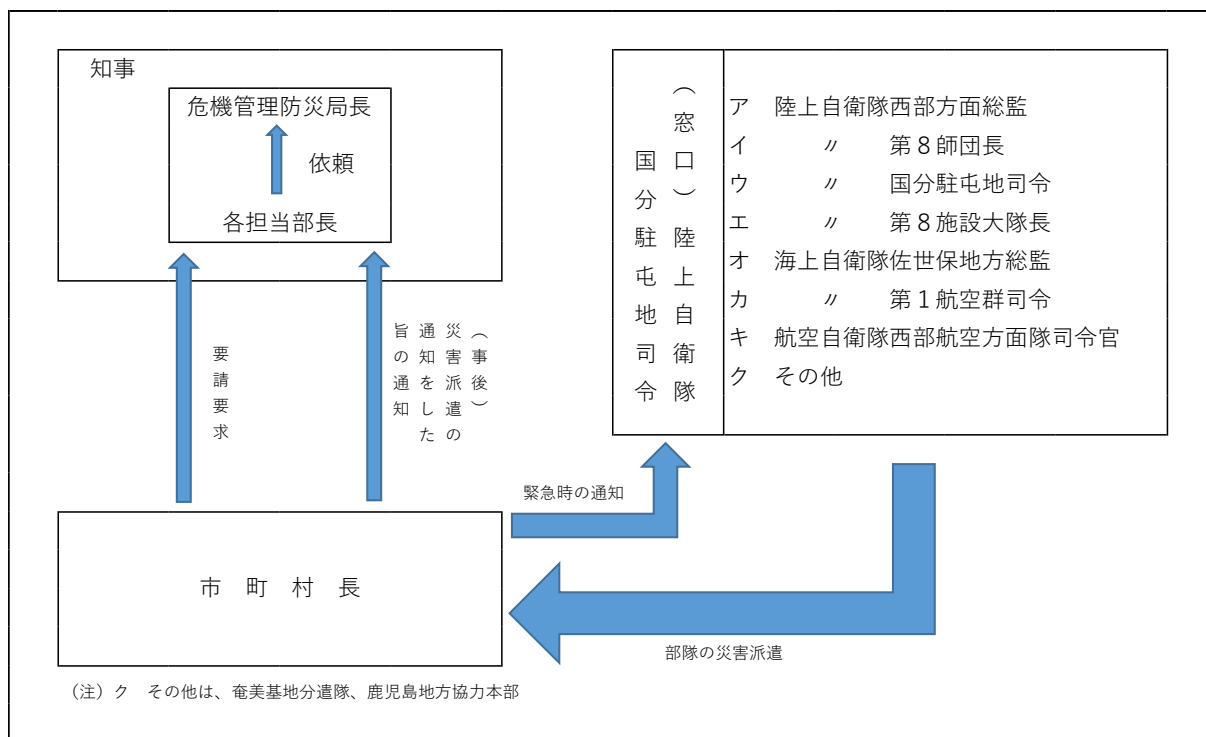 知事
危機管理防災局長
依頼
各担当部長
要請要求
（事後）
災害派遣の
通知をした
旨の通知
（窓口）陸上自衛隊
国分駐屯地司令
ア　陸上自衛隊西部方面総監
イ　　　〃　　第８師団長
ウ　　　〃　　国分駐屯地司令
エ　　　〃　　第８施設大隊長
オ　海上自衛隊佐世保地方総監
カ　　　〃　　第１航空群司令
キ　航空自衛隊西部航空方面隊司令官
ク　その他
緊急時の通知
市　町　村　長
部隊の災害派遣
（注）ク　その他は、奄美基地分遣隊、鹿児島地方協力本部